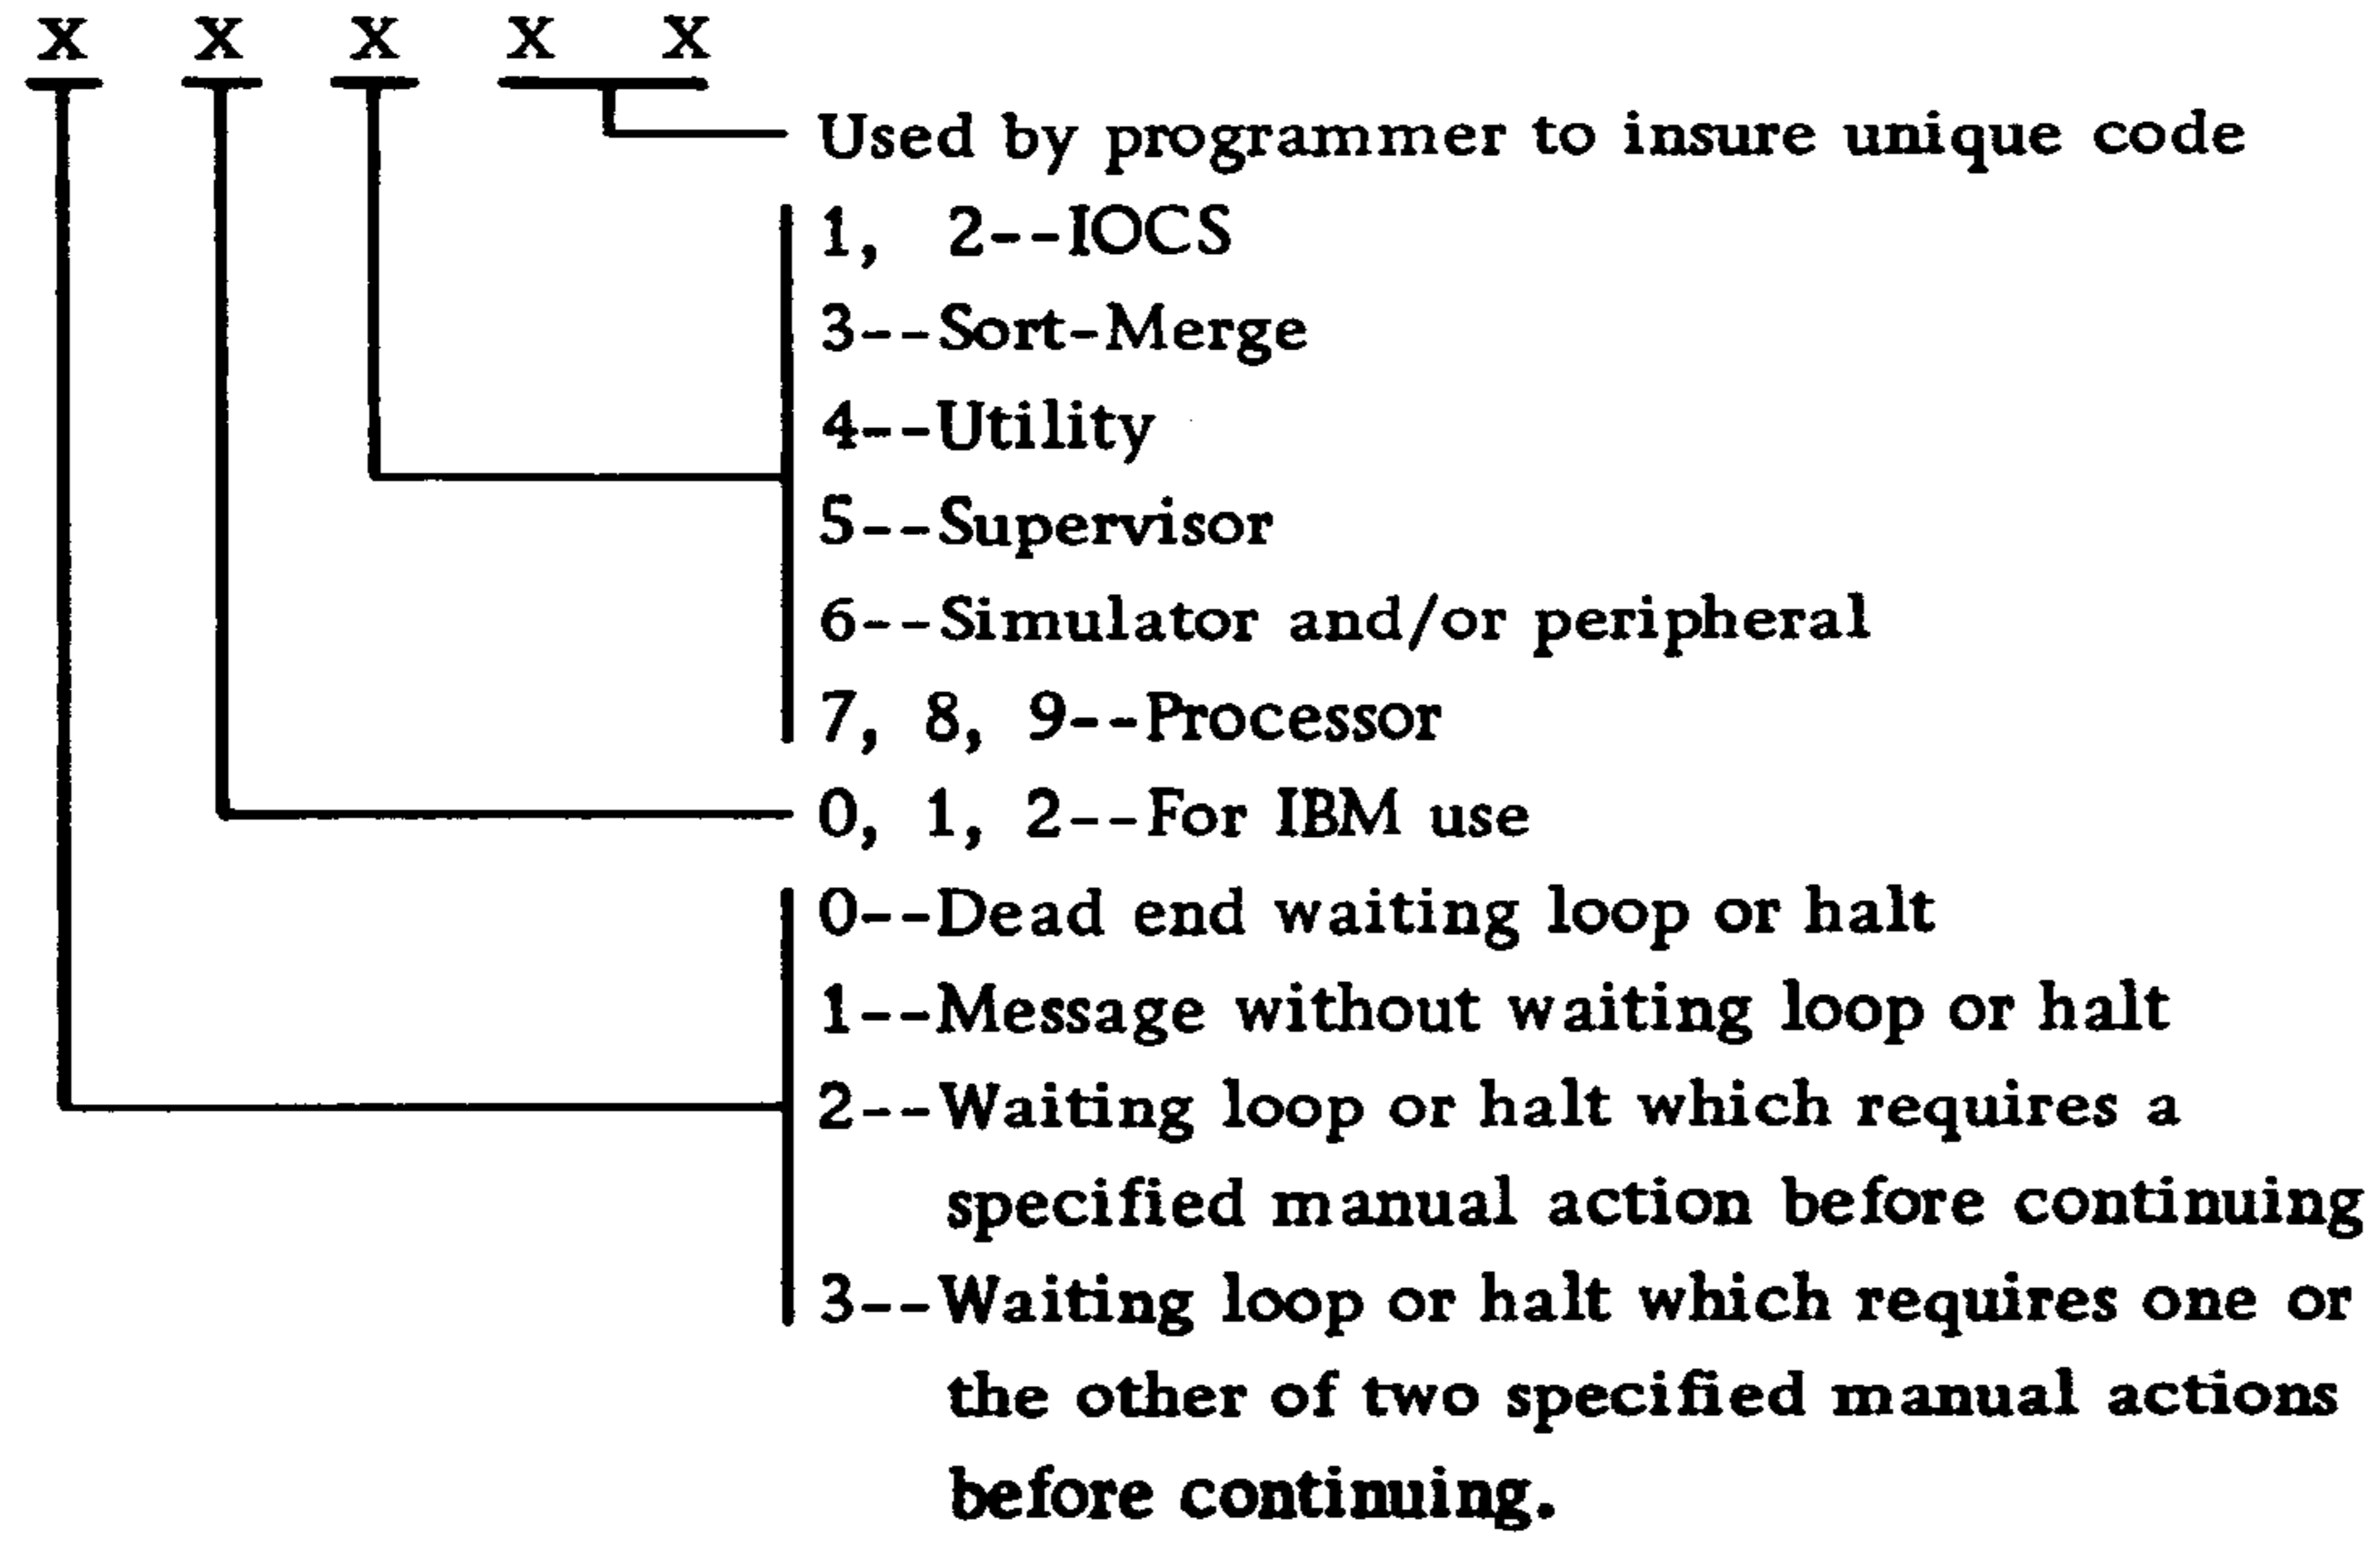 x x x x x
Used by programmer to insure unique code
1, 2--IOCS
3--Sort-Merge
4--Utility
5--Supervisor
6--Simulator and/or peripheral
7, 8, 9--Processor
0, 1, 2--For IBM use
0--Dead end waiting loop or halt
1--Message without waiting loop or halt
2--Waiting loop or halt which requires a
specified manual action before continuing
3--Waiting loop or halt which requires one or
the other of two specified manual actions
before continuing.